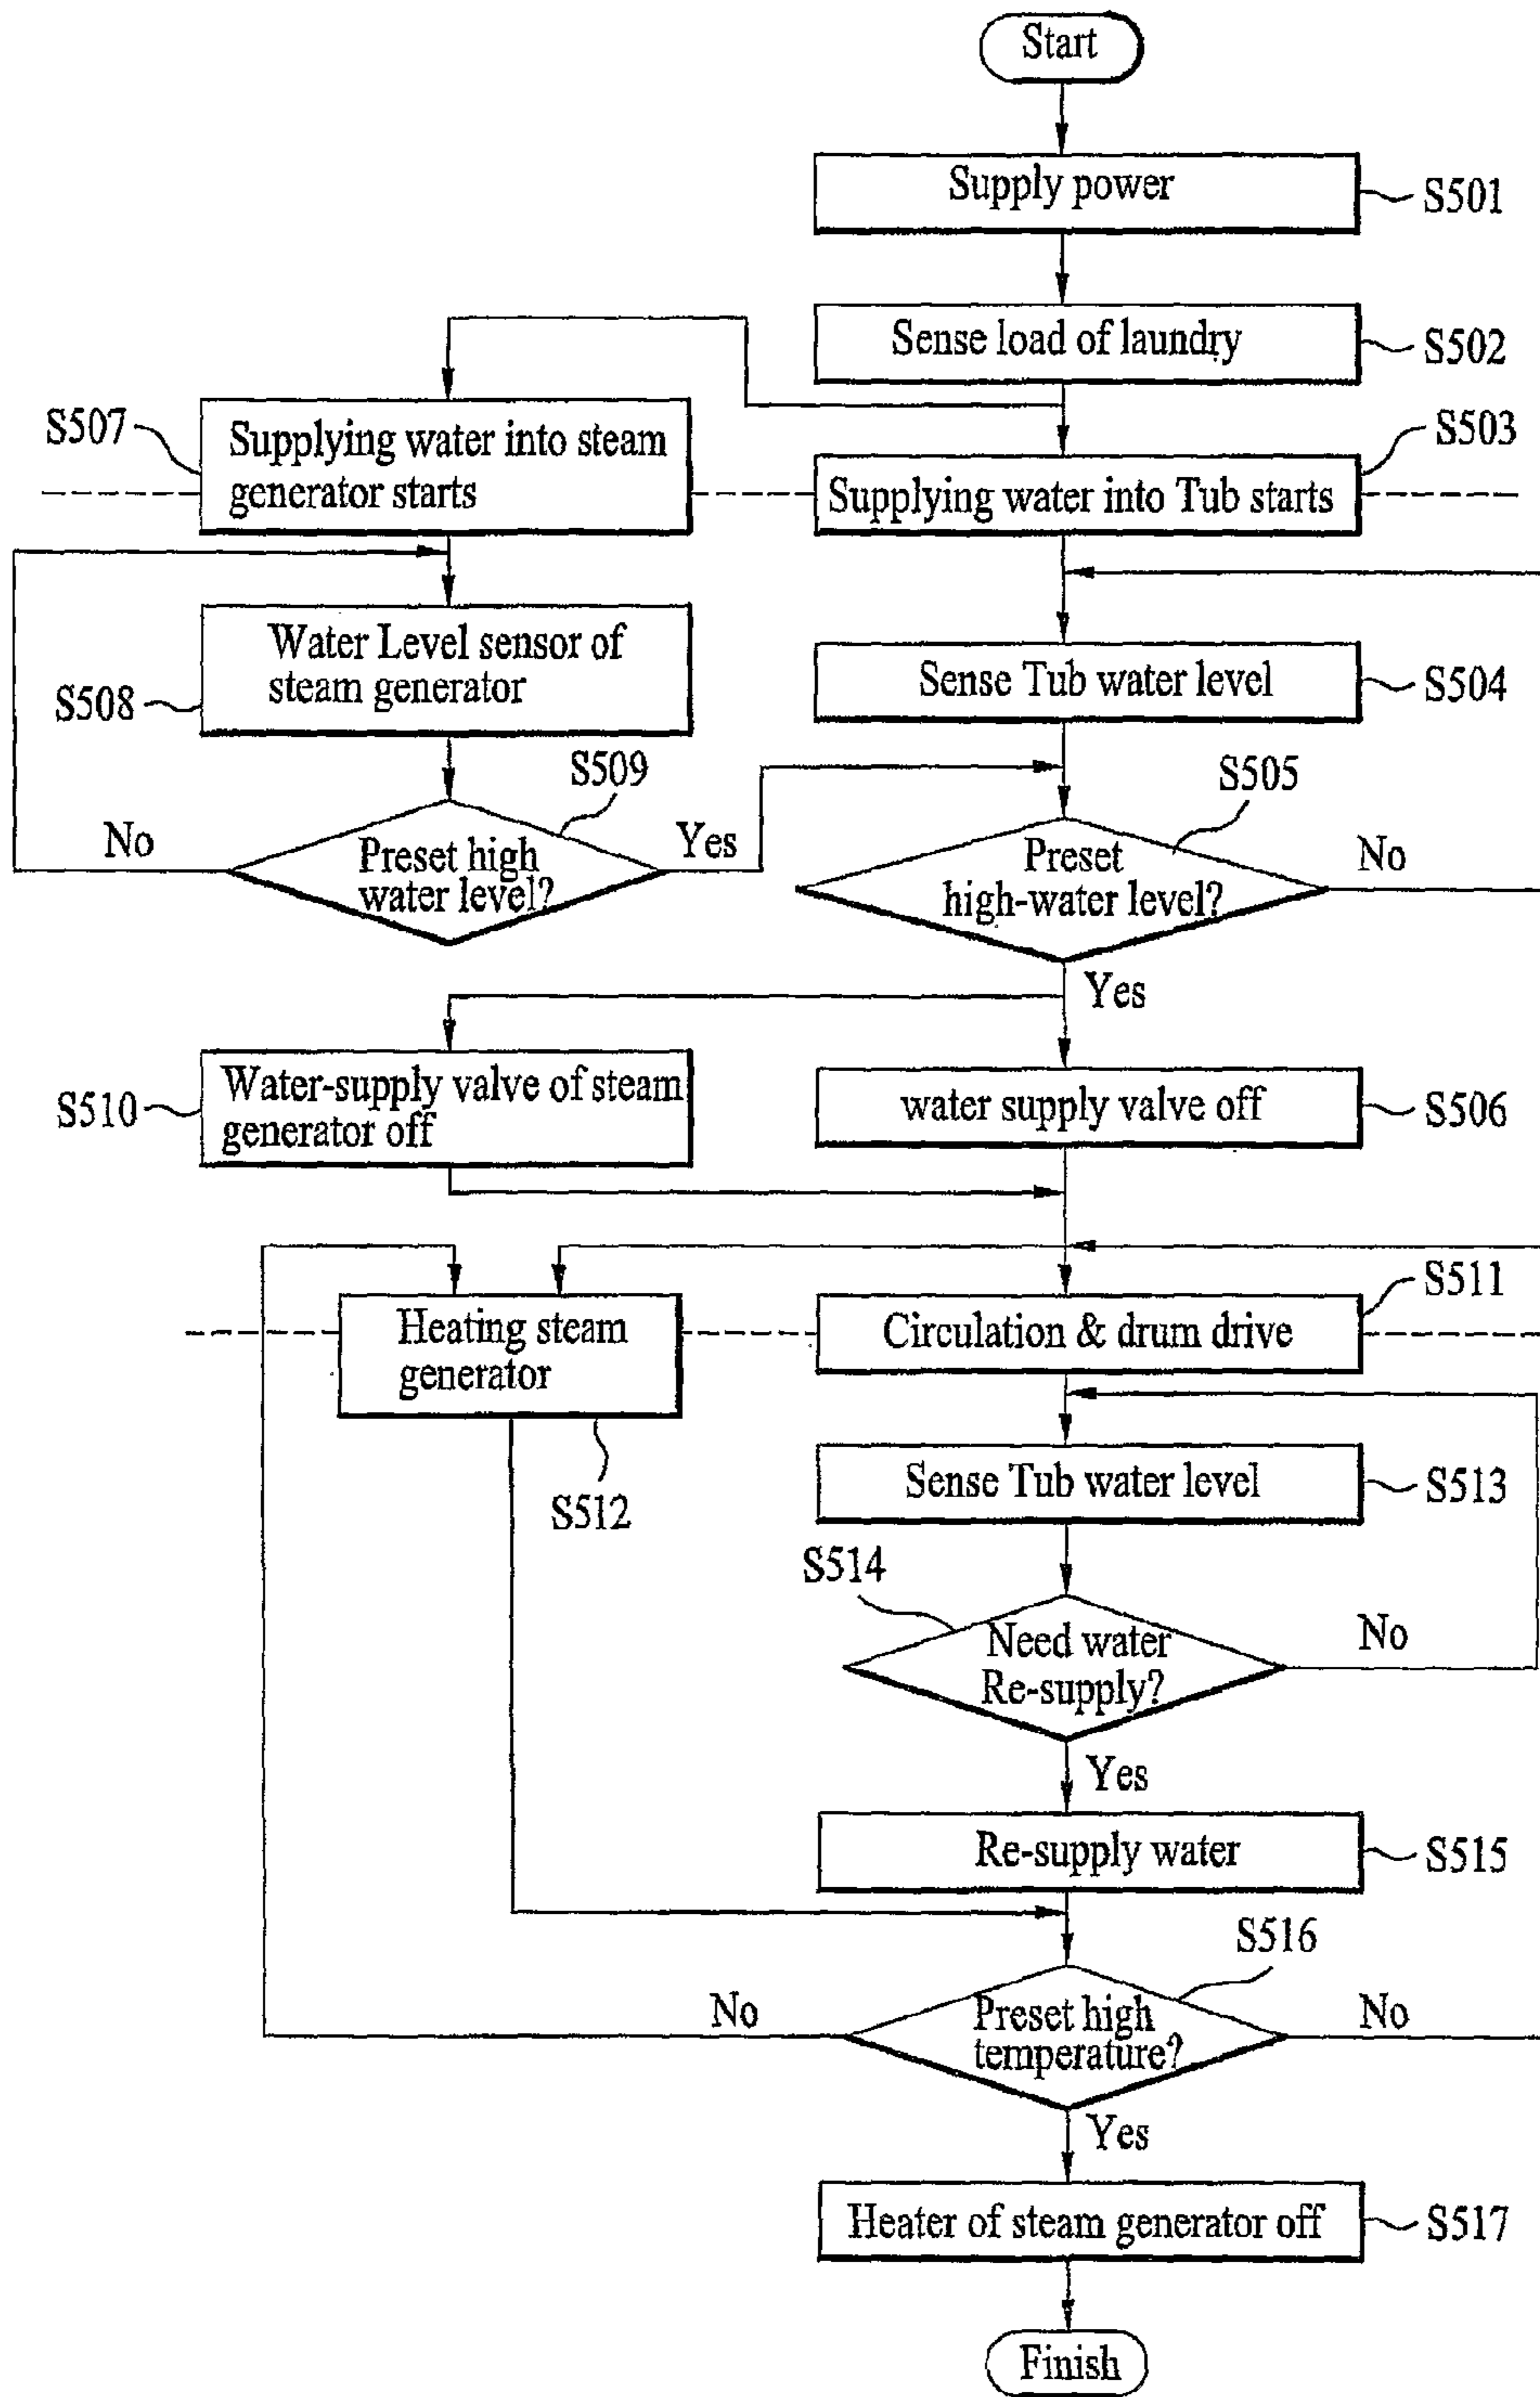 Start
Supply power
S501
Sense load of laundry
S502
S507
Supplying water into steam
generator starts
S503
Supplying water into Tub starts
Water Level sensor of
steam generator
S508
Sense Tub water level
S504
S509
No
Preset high
water level?
Yes
S505
Preset
high-water level?
No
Yes
S510
Water-supply valve of steam
generator off
water supply valve off
S506
Heating steam
generator
S512
S511
Circulation & drum drive
Sense Tub water level
S513
S514
Need water
Re-supply?
No
Yes
Re-supply water
S515
S516
No
Preset high
temperature?
No
Yes
Heater of steam generator off
S517
Finish